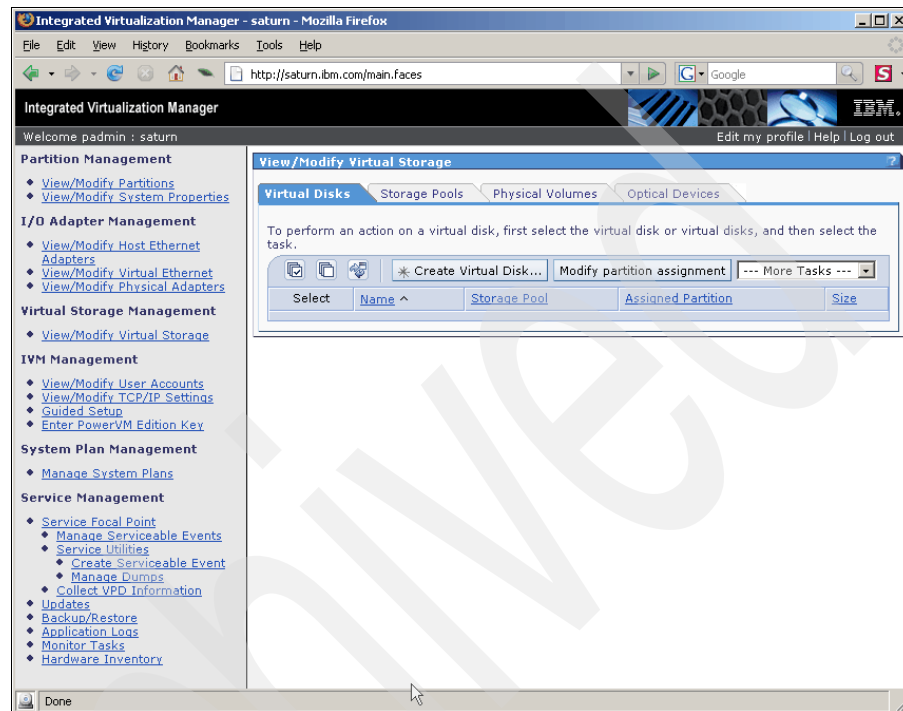 Integrated Virtualization Manager - saturn - Mozilla Firefox
File Edit View History Bookmarks Tools Help
http://saturn.ibm.com/main.faces
G Google
S
Integrated Virtualization Manager
IBM.
Welcome padmin : saturn
Edit my profile | Help | Log out
Partition Management
View/Modify Partitions
View/Modify System Properties
I/O Adapter Management
View/Modify Host Ethernet
Adapters
View/Modify Virtual Ethernet
View/Modify Physical Adapters
Virtual Storage Management
View/Modify Virtual Storage
IVM Management
View/Modify User Accounts
View/Modify TCP/IP Settings
Guided Setup
Enter PowerVM Edition Key
System Plan Management
Manage System Plans
Service Management
Service Focal Point
Manage Serviceable Events
Service Utilities
Create Serviceable Event
Manage Dumps
Collect VPD Information
Updates
Backup/Restore
Application Logs
Monitor Tasks
Hardware Inventory
View/Modify Virtual Storage
?
Virtual Disks Storage Pools Physical Volumes Optical Devices
To perform an action on a virtual disk, first select the virtual disk or virtual disks, and then select the
task.
Create Virtual Disk... Modify partition assignment --- More Tasks ---
Select Name ^ Storage Pool Assigned Partition Size
Done